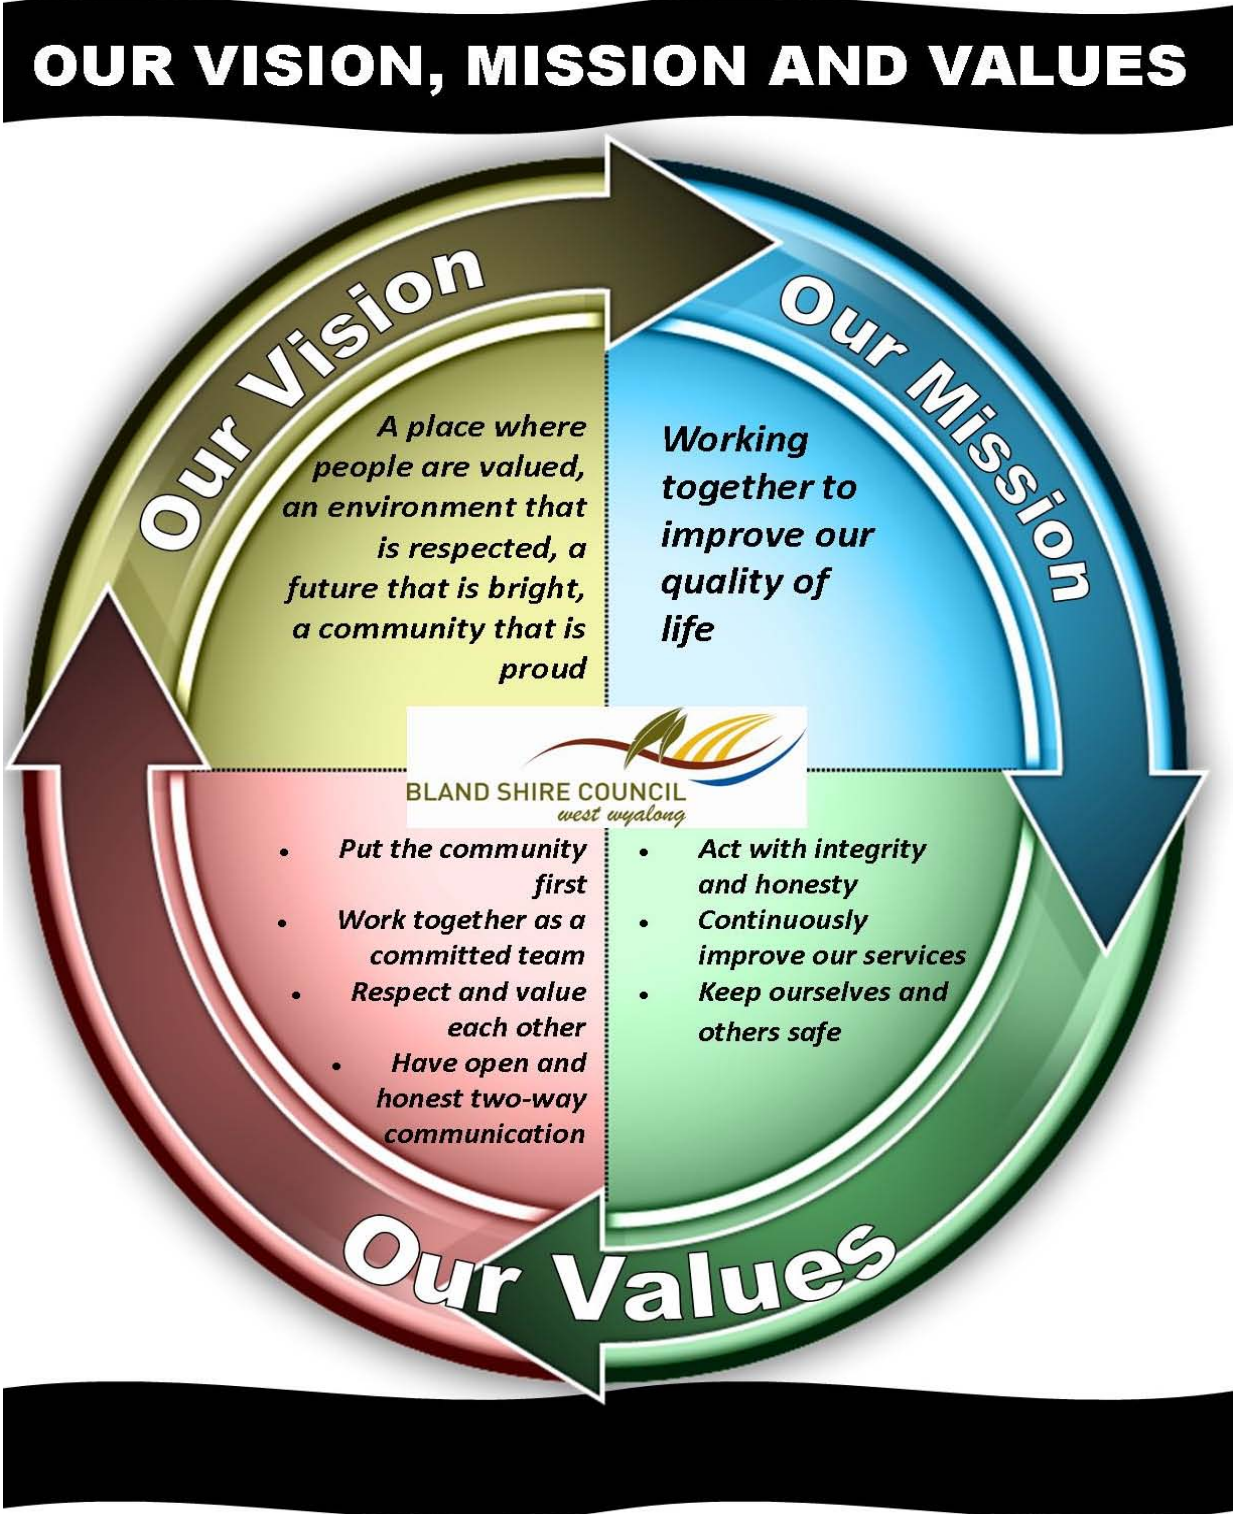 OUR VISION, MISSION AND VALUES
Our Vision
A place where
people are valued,
an environment that
is respected, a
future that is bright,
a community that is
proud
Our Mission
Working
together to
improve our
quality of
life
BLAND SHIRE COUNCIL
west wyalong
• Put the community
first
• Work together as a
committed team
• Respect and value
each other
• Have open and
honest two-way
communication
• Act with integrity
and honesty
• Continuously
improve our services
• Keep ourselves and
others safe
Our Values